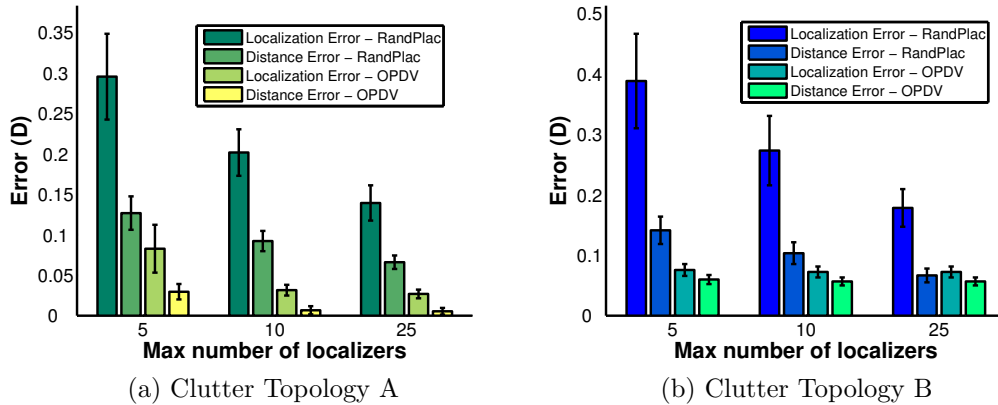 Error (D)
0.35
0.3
0.25
0.2
0.15
0.1
0.05
0
Localization Error – RandPlac
Distance Error – RandPlac
Localization Error – OPDV
Distance Error – OPDV
5
10
25
Max number of localizers
(a) Clutter Topology A
Error (D)
0.5
0.4
0.3
0.2
0.1
0
Localization Error – RandPlac
Distance Error – RandPlac
Localization Error – OPDV
Distance Error – OPDV
5
10
25
Max number of localizers
(b) Clutter Topology B